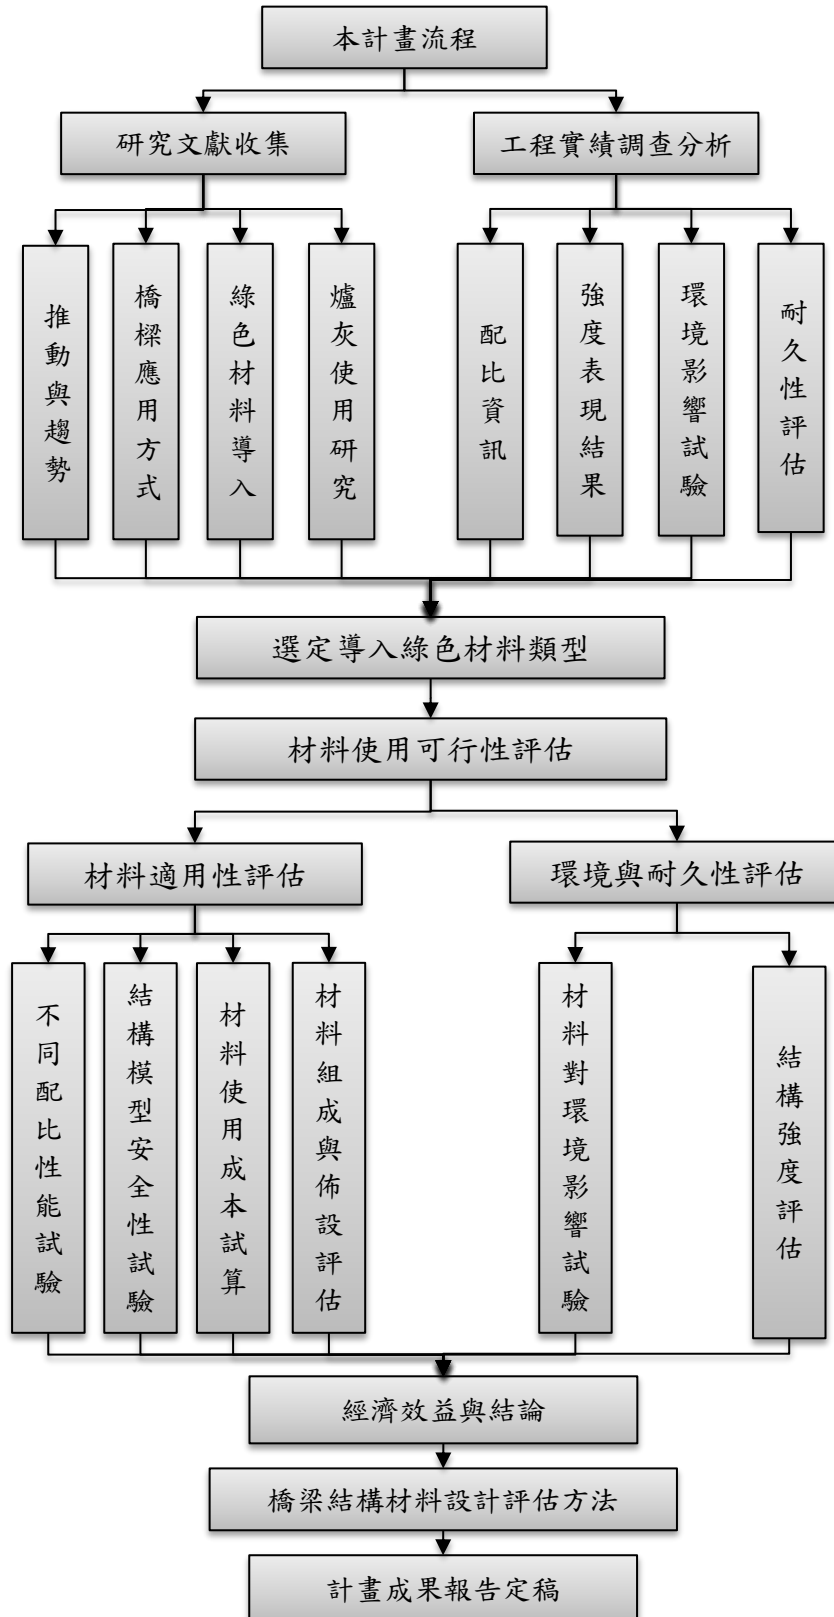 本計畫流程
研究文獻收集
工程實績調查分析
推動與趨勢
橋樑應用方式
綠色材料導入
爐灰使用研究
配比資訊
強度表現結果
環境影響試驗
耐久性評估
選定導入綠色材料類型
材料使用可行性評估
材料適用性評估
環境與耐久性評估
不同配比性能試驗
結構模型安全性試驗
材料使用成本試算
材料組成與佈設評估
材料對環境影響試驗
結構強度評估
經濟效益與結論
橋梁結構材料設計評估方法
計畫成果報告定稿